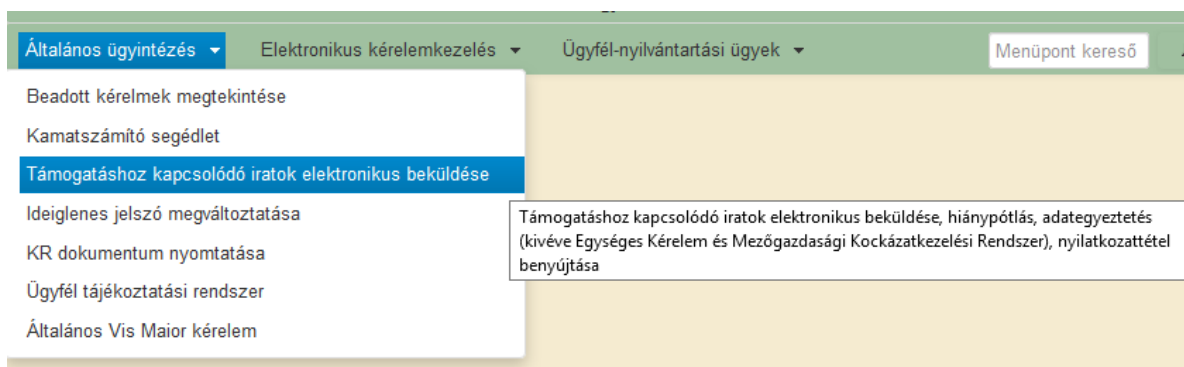 Általános ügyintézés Elektronikus kérelemkezelés Ügyfél-nyilvántartási ügyek Menüpont kereső
Beadott kérelmek megtekintése
Kamatszámító segédlet
Támogatáshoz kapcsolódó iratok elektronikus beküldése
Ideiglenes jelszó megváltoztatása
KR dokumentum nyomtatása
Ügyfél tájékoztatási rendszer
Általános Vis Maior kérelem
Támogatáshoz kapcsolódó iratok elektronikus beküldése, hiánypótlás, adategyeztetés
(kivéve Egységes Kérelem és Mezőgazdasági Kockázatkezelési Rendszer), nyilatkozattétel
benyújtása